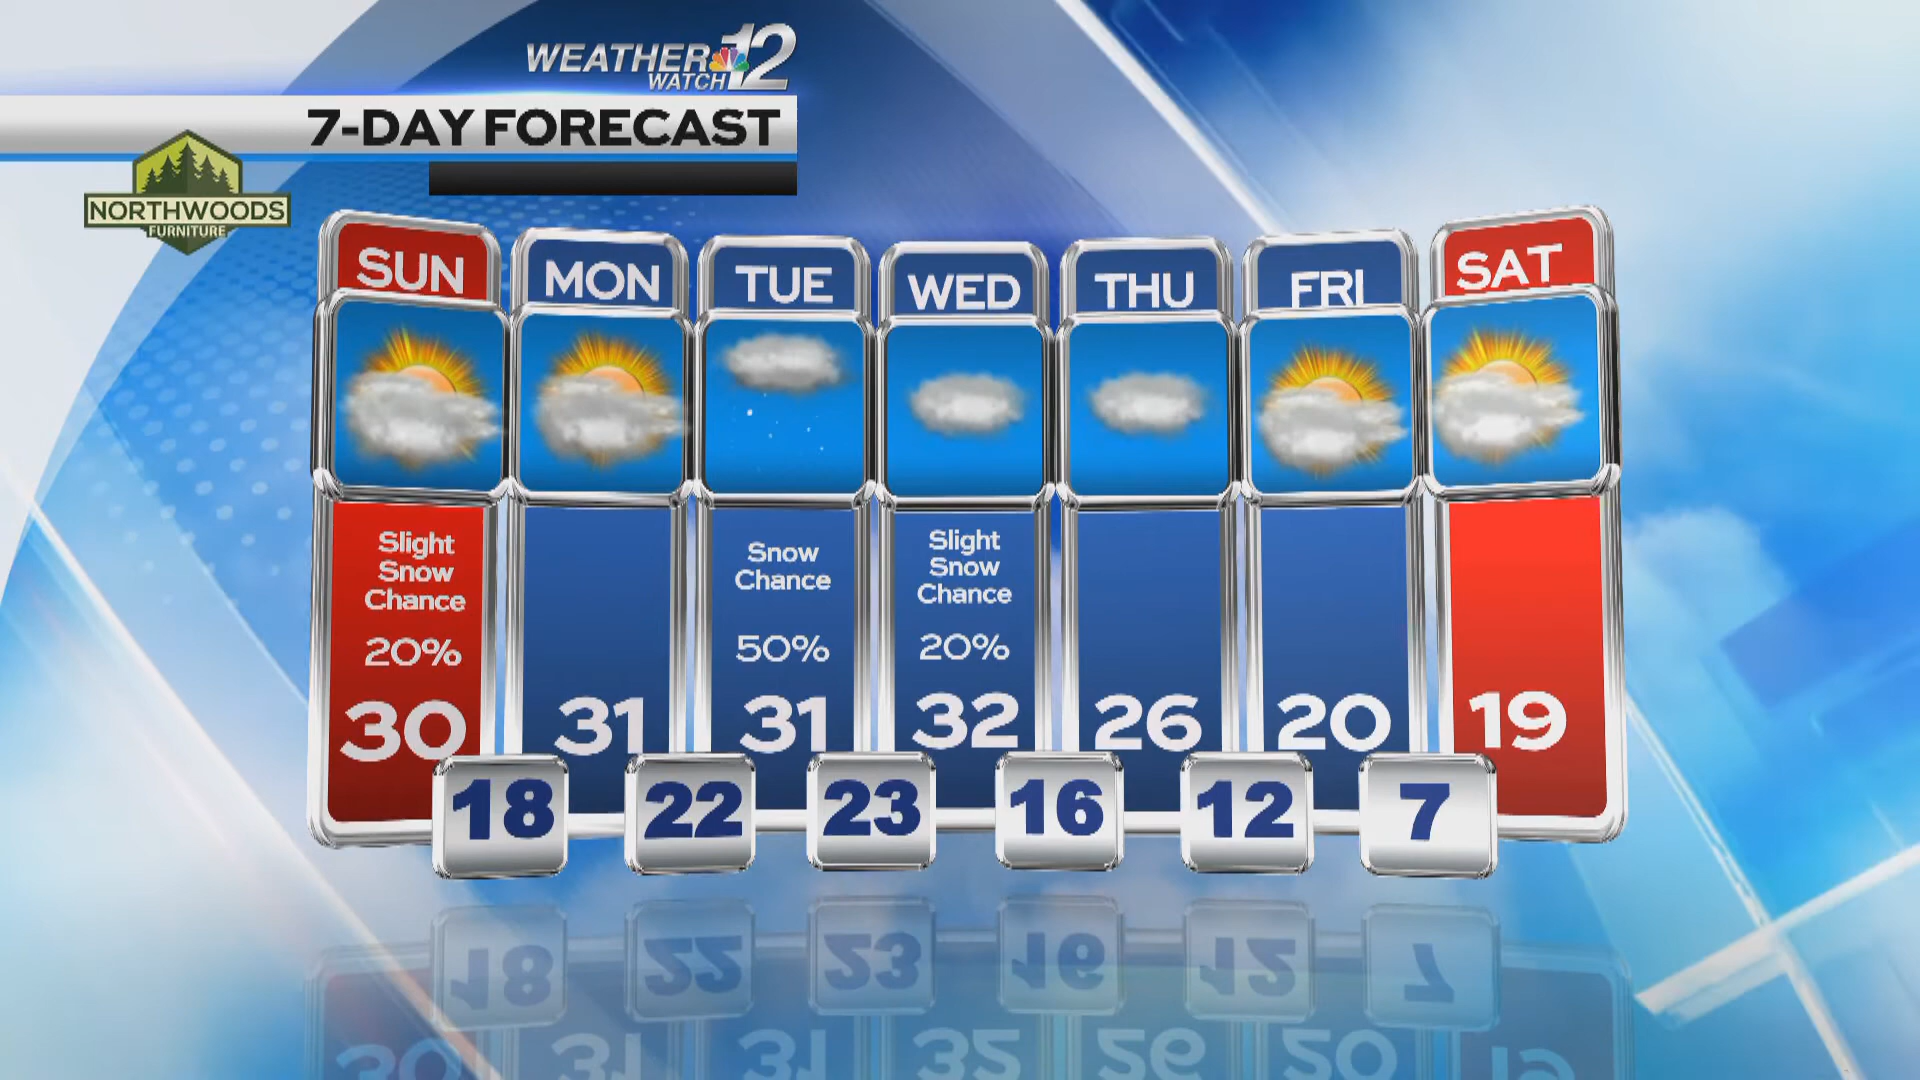 WEATHER 12
WATCH
7-DAY FORECAST
NORTHWOODS
FURNITURE
SUN MON TUE WED THU FRI SAT
Slight
Snow
Chance
20%
30
31
Snow
Chance
50%
31
Slight
Snow
Chance
20%
32
26
20
19
18 22 23 16 12 7